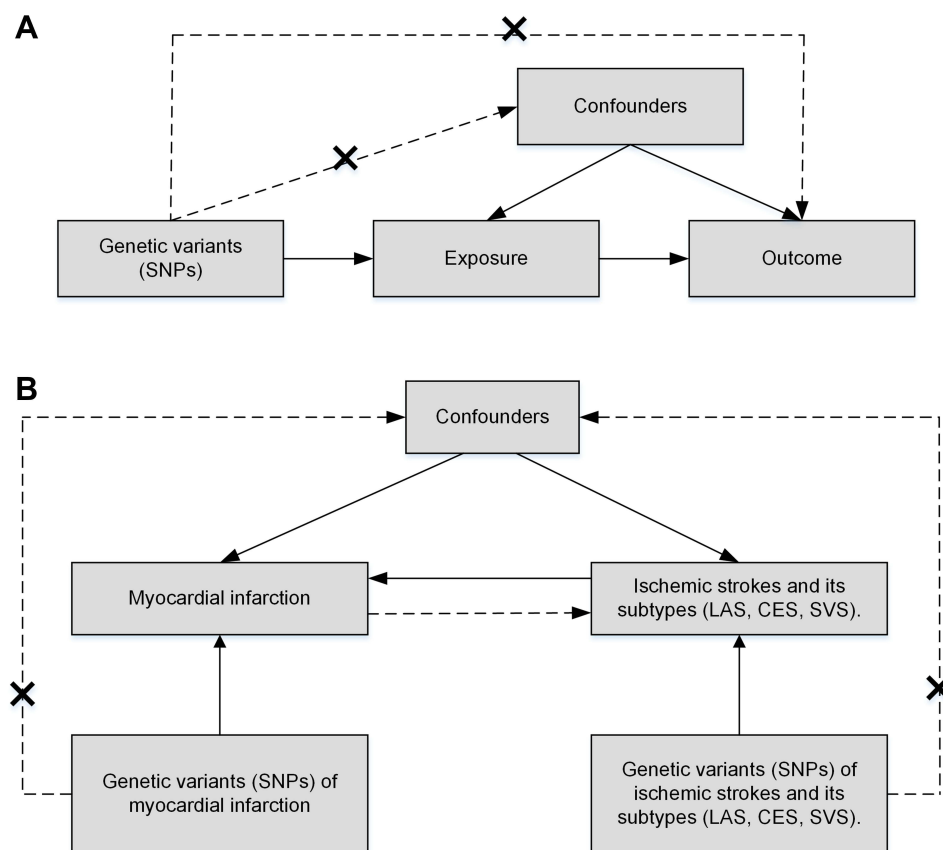 A
Confounders
Genetic variants
(SNPs)
Exposure
Outcome
B
Confounders
Myocardial infarction
Ischemic strokes and its
subtypes (LAS, CES, SVS).
Genetic variants (SNPs) of
myocardial infarction
Genetic variants (SNPs) of
ischemic strokes and its
subtypes (LAS, CES, SVS).